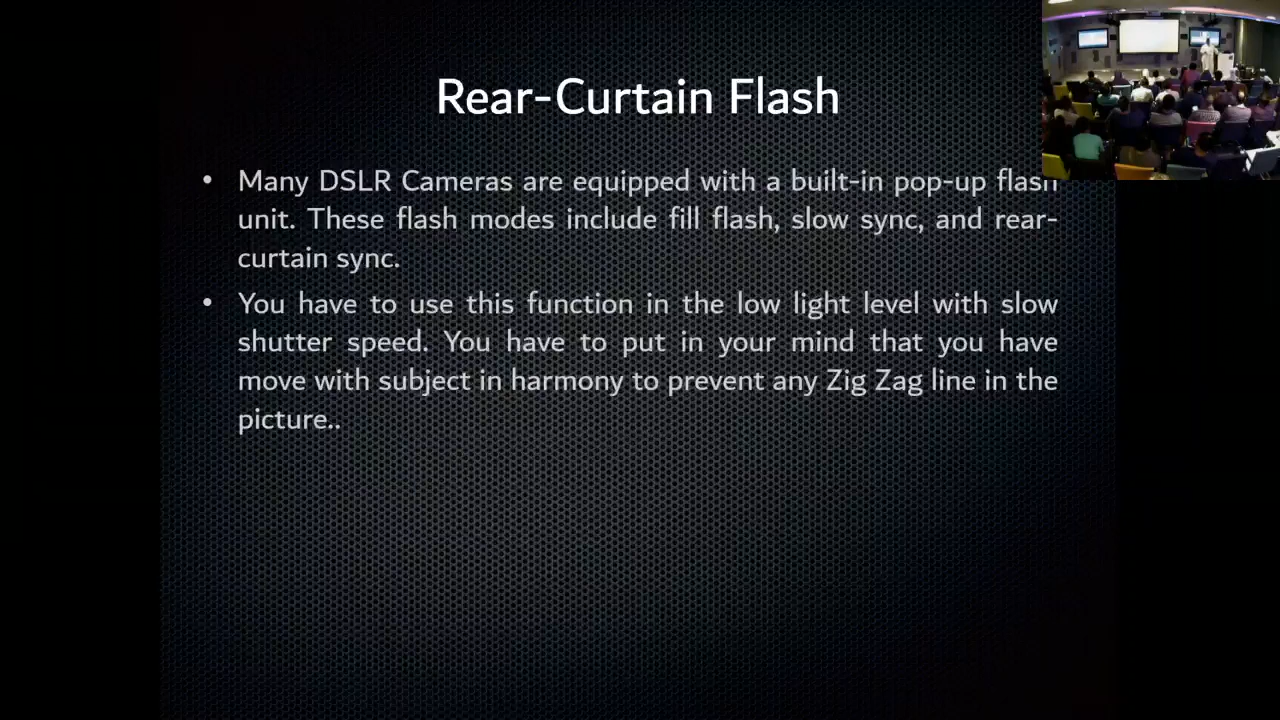 Rear-Curtain Flash
• Many DSLR Cameras are equipped with a built-in pop-up flash
unit. These flash modes include fill flash, slow sync, and rear-
curtain sync.
• You have to use this function in the low light level with slow
shutter speed. You have to put in your mind that you have
move with subject in harmony to prevent any Zig Zag line in the
picture..